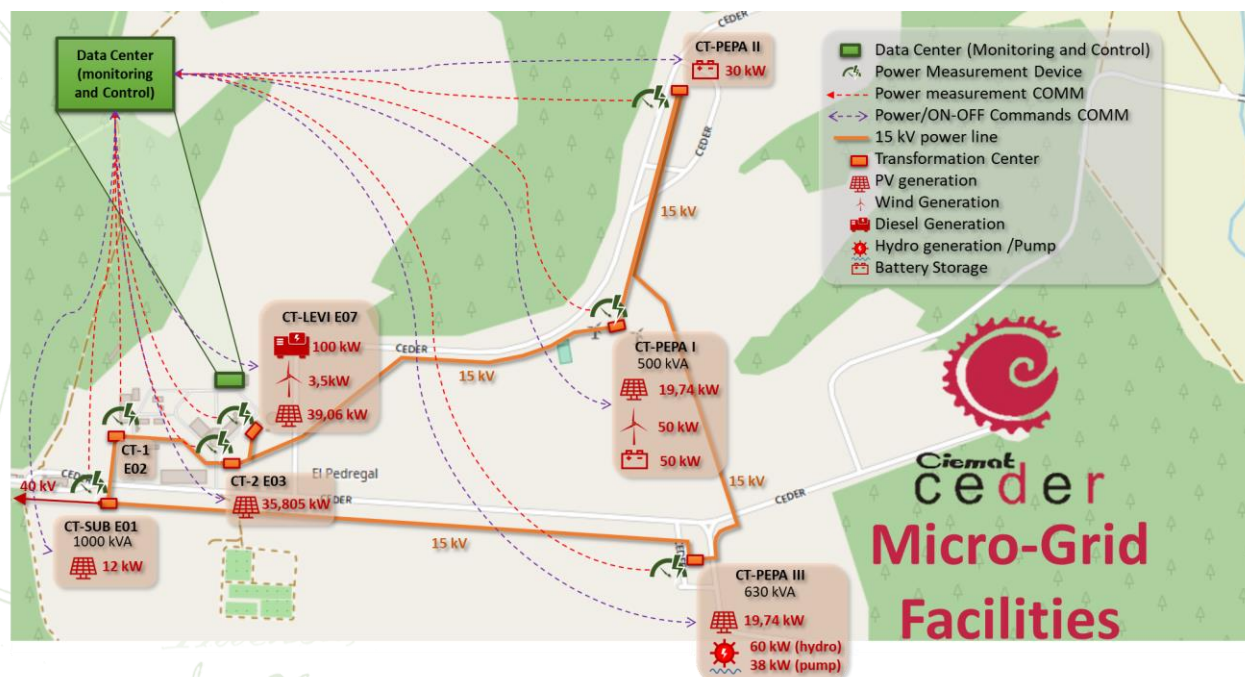 Data Center
(monitoring
and Control)
CT-PEPA II
30 kW
CEDER
CEDER
CEDER
Data Center (Monitoring and Control)
Power Measurement Device
Power measurement COMM
Power/ON-OFF Commands COMM
15 kV power line
Transformation Center
PV generation
Wind Generation
Diesel Generation
Hydro generation /Pump
Battery Storage
15 kV
CT-LEVI E07
100 kW
3,5kW
39,06 kW
CEDER
15 kV
CT-PEPA I
500 kVA
19,74 kW
50 kW
50 kW
CT-1
E02
El Pedregal
CEDER
40 kV
CT-2 E03
35,805 kW
CEDER
CT-SUB E01
1000 kVA
12 kW
15 kV
15 kV
CEDER
CT-PEPA III
630 kVA
19,74 kW
60 kW (hydro)
38 kW (pump)
Ciemat
ceder
Micro-Grid
Facilities